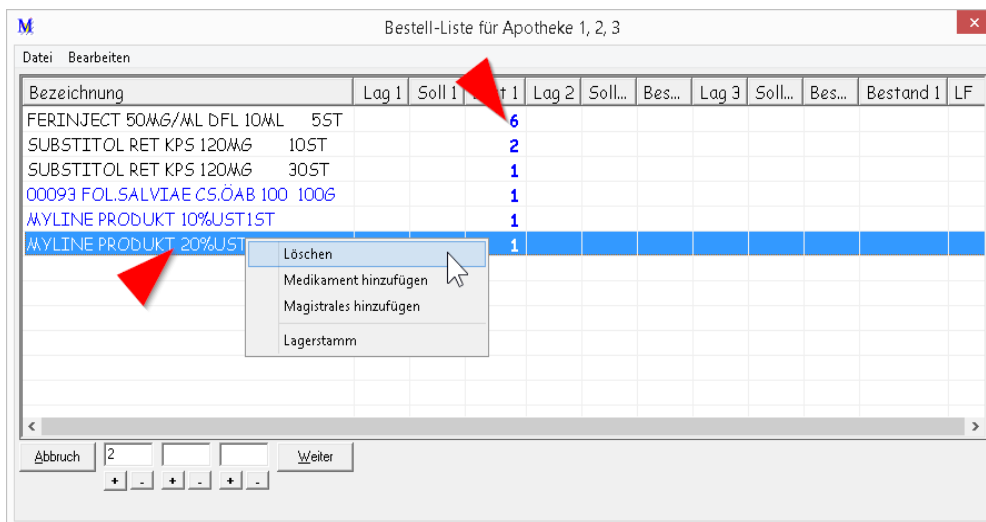 M
Bestell-Liste für Apotheke 1, 2, 3
Datei Bearbeiten
Bezeichnung Lag 1 Soll 1 t 1 Lag 2 Soll... Bes... Lag 3 Soll... Bes... Bestand 1 LF
FERINJECT 50MG/ML DFL 10ML 5ST 6
SUBSTITOL RET KPS 120MG 10ST 2
SUBSTITOL RET KPS 120MG 30ST 1
00093 FOL.SALVIAE CS.ÖAB 100 100G 1
MYLINE PRODUKT 10%UST1ST 1
MYLINE PRODUKT 20%UST 1
Löschen
Medikament hinzufügen
Magistrales hinzufügen
Lagerstamm
Abbruch 2 Weiter
+ - + - + -